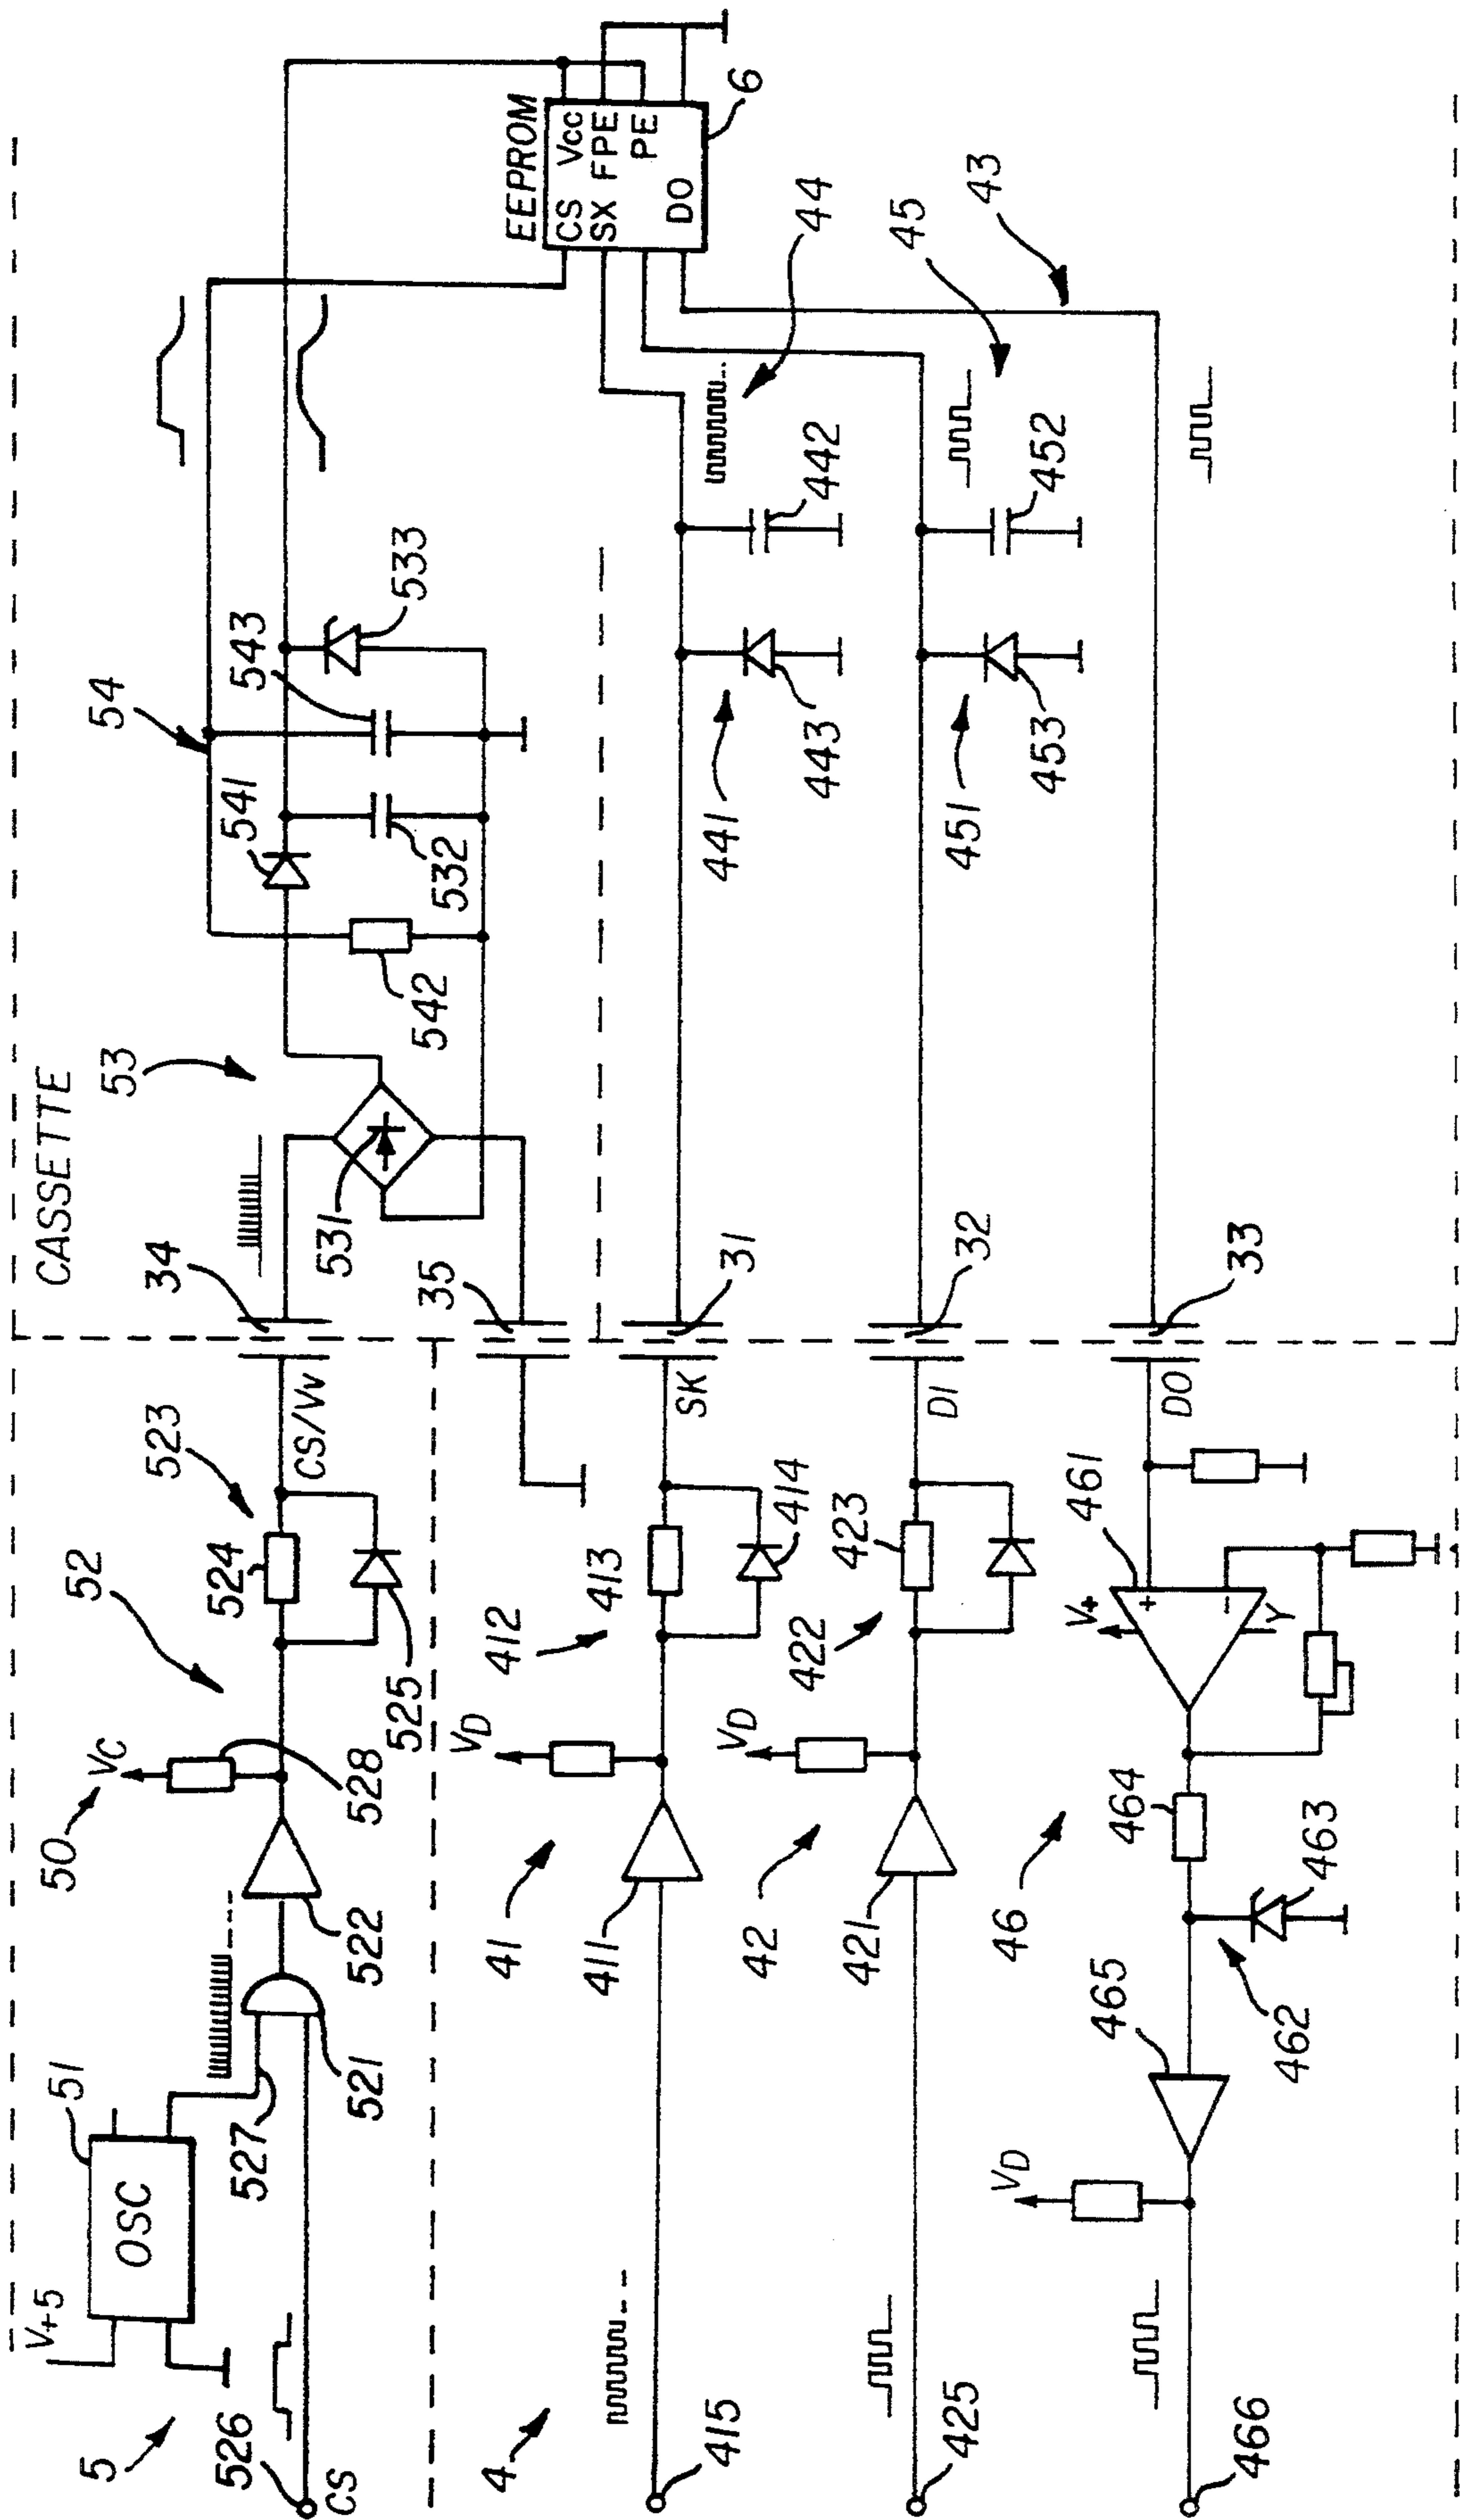 CASSETTE
5
V+5
51
OSC
50
VC
52
523
34
53
54
541
543
533
EEPROM
CS Vcc
SX FPE
PE
DO
6
526
CS
527
521
522
528
525
524
CS/Vv
35
531
542
532
4
415
41
411
VD
412
413
414
SK
31
441
443
442
44
425
42
421
VD
422
423
DI
32
451
453
452
45
43
466
VD
465
462
463
46
464
V+
+
−
Y
461
DO
33